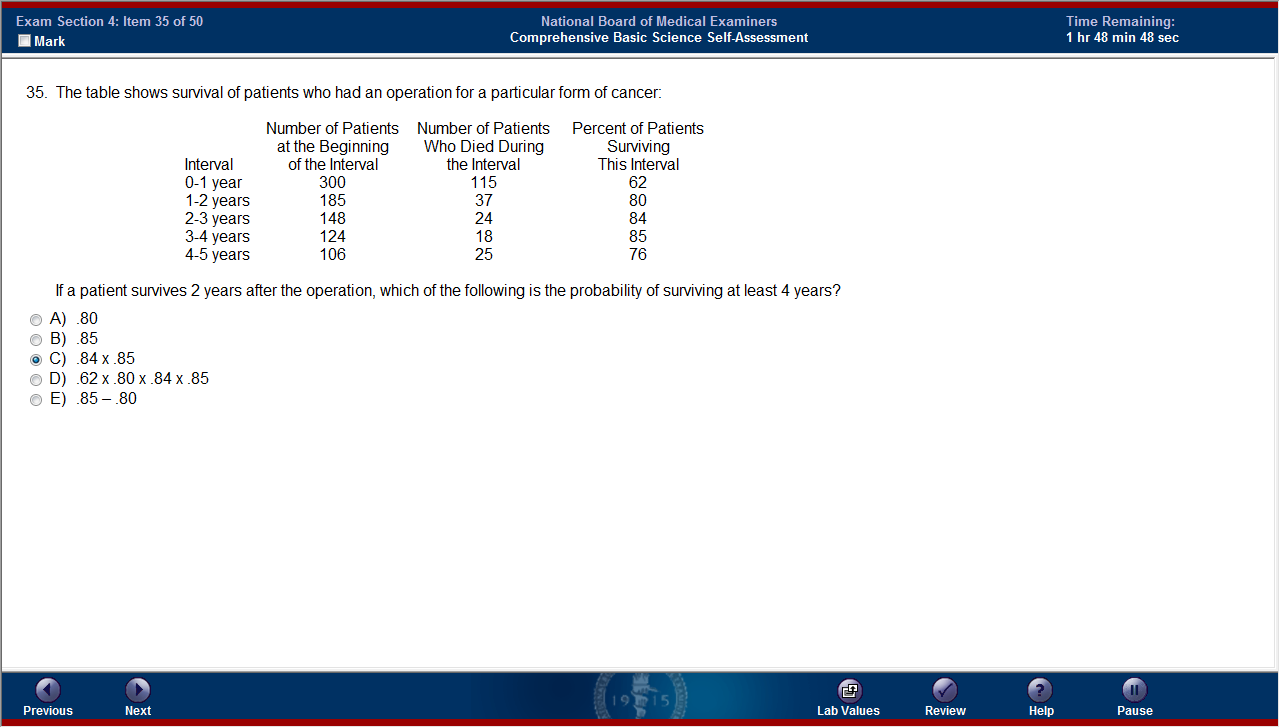 Exam Section 4: Item 35 of 50
Mark
National Board of Medical Examiners
Comprehensive Basic Science Self-Assessment
Time Remaining:
1 hr 48 min 48 sec
35. The table shows survival of patients who had an operation for a particular form of cancer:
Number of Patients Number of Patients Percent of Patients
at the Beginning Who Died During Surviving
Interval of the Interval the Interval This Interval
0-1 year 300 115 62
1-2 years 185 37 80
2-3 years 148 24 84
3-4 years 124 18 85
4-5 years 106 25 76
If a patient survives 2 years after the operation, which of the following is the probability of surviving at least 4 years?
A) .80
B) .85
C) .84 x .85
D) .62 x .80 x .84 x .85
E) .85 – .80
1915
Previous Next Lab Values Review Help Pause